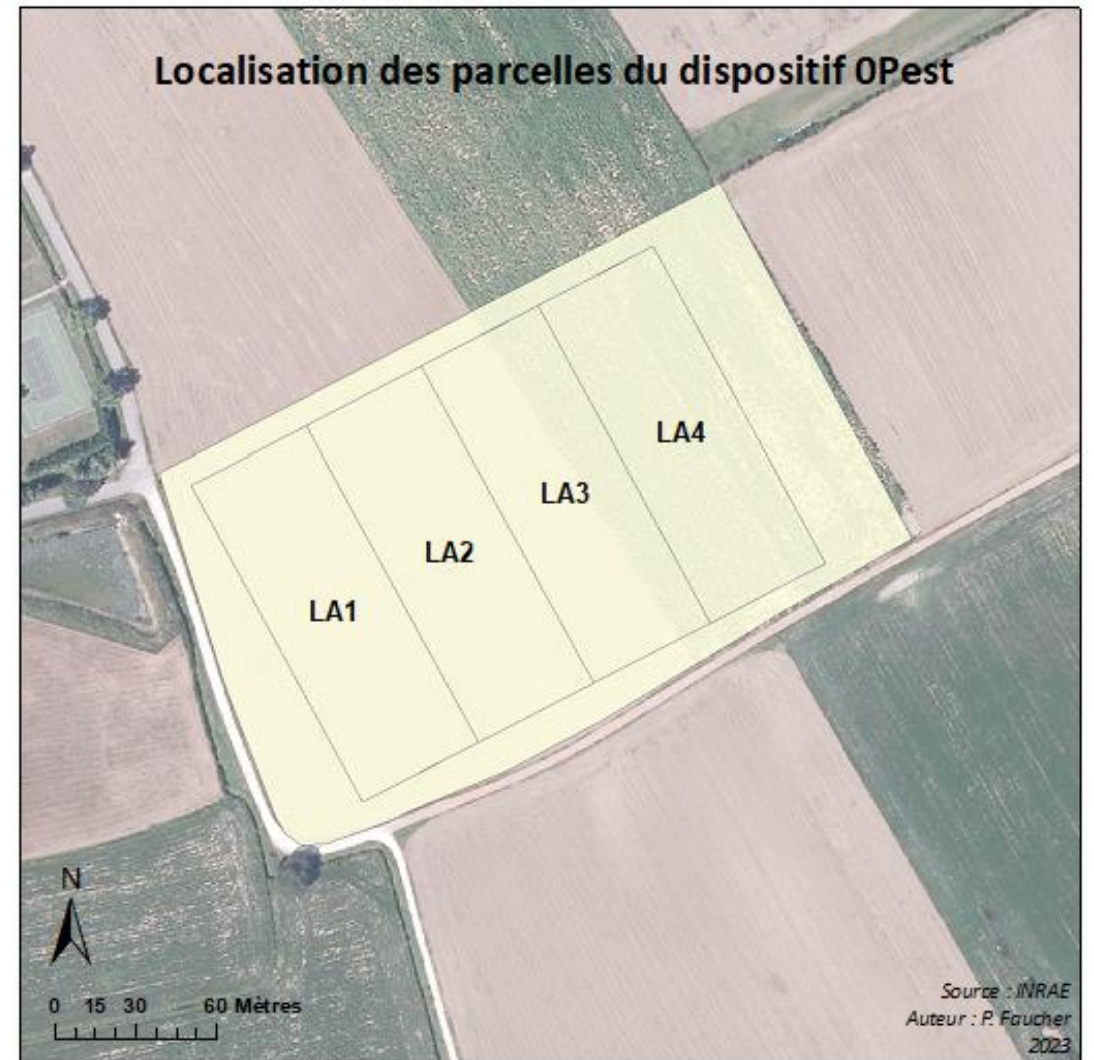 Localisation des parcelles du dispositif 0Pest
LA4
LA3
LA2
LA1
N
0 15 30 60 Mètres
Source : INRAE
Auteur : P. Faucher
2023